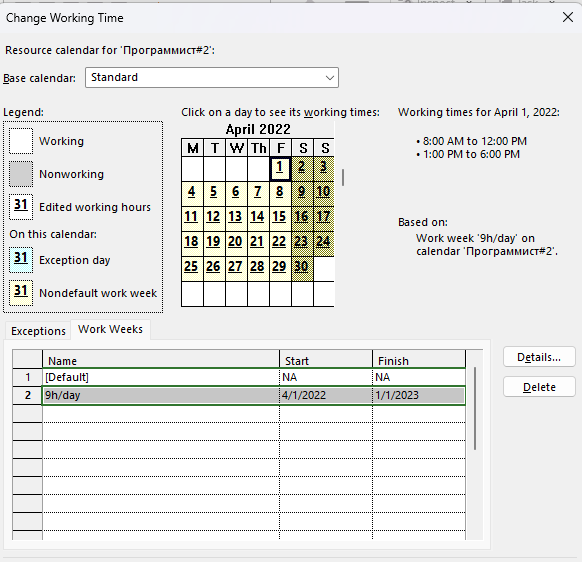 Change Working Time
Resource calendar for 'Программист#2':
Base calendar: Standard
Legend:
Working
Nonworking
31 Edited working hours
On this calendar:
31 Exception day
31 Nondefault work week
Click on a day to see its working times:
April 2022
M T W Th F S S
1 2 3
4 5 6 7 8 9 10
11 12 13 14 15 16 17
18 19 20 21 22 23 24
25 26 27 28 29 30
Working times for April 1, 2022:
• 8:00 AM to 12:00 PM
• 1:00 PM to 6:00 PM
Based on:
Work week '9h/day' on
calendar 'Программист#2'.
Exceptions Work Weeks
Name Start Finish
1 [Default] NA NA
2 9h/day 4/1/2022 1/1/2023
Details...
Delete